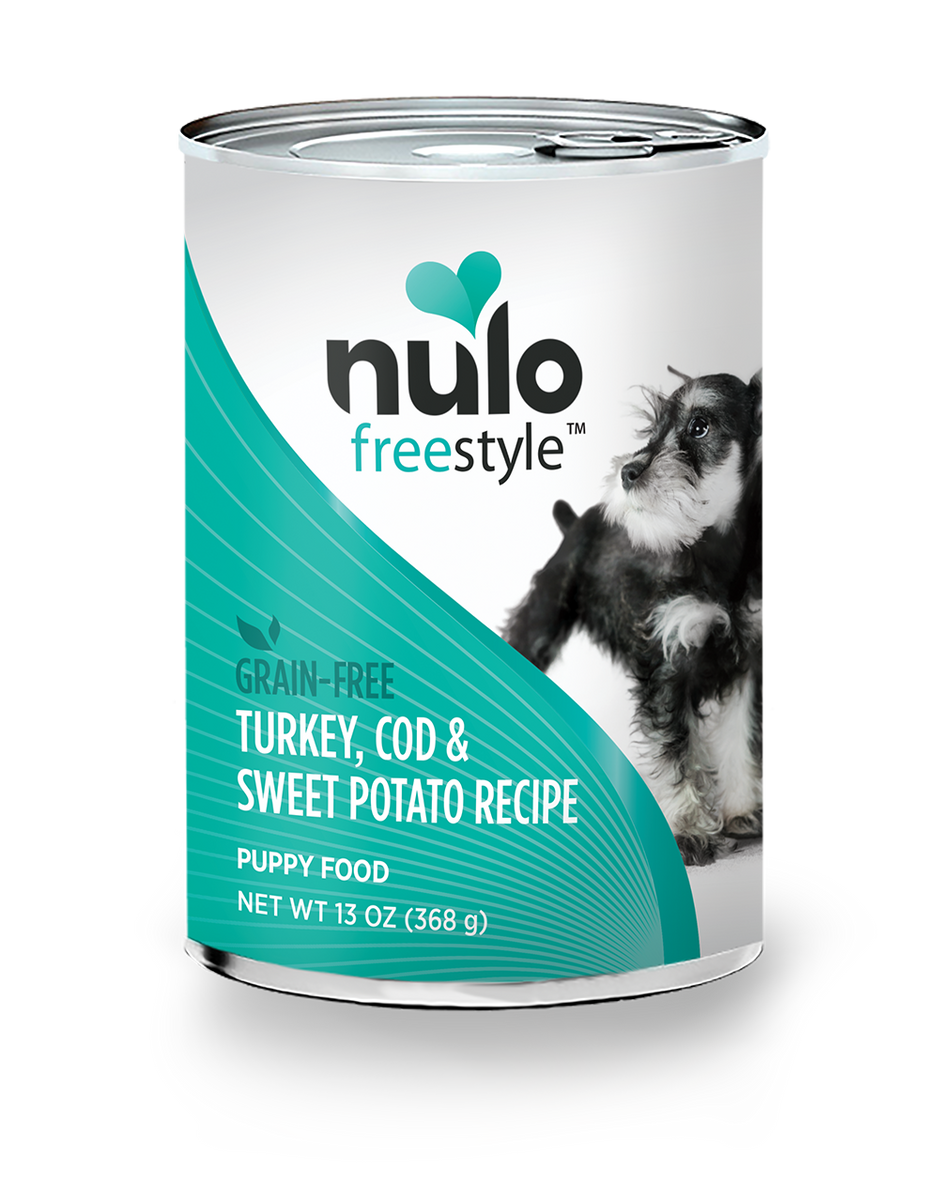 nulo
freestyle™
GRAIN-FREE
TURKEY, COD &
SWEET POTATO RECIPE
PUPPY FOOD
NET WT 13 OZ (368 g)